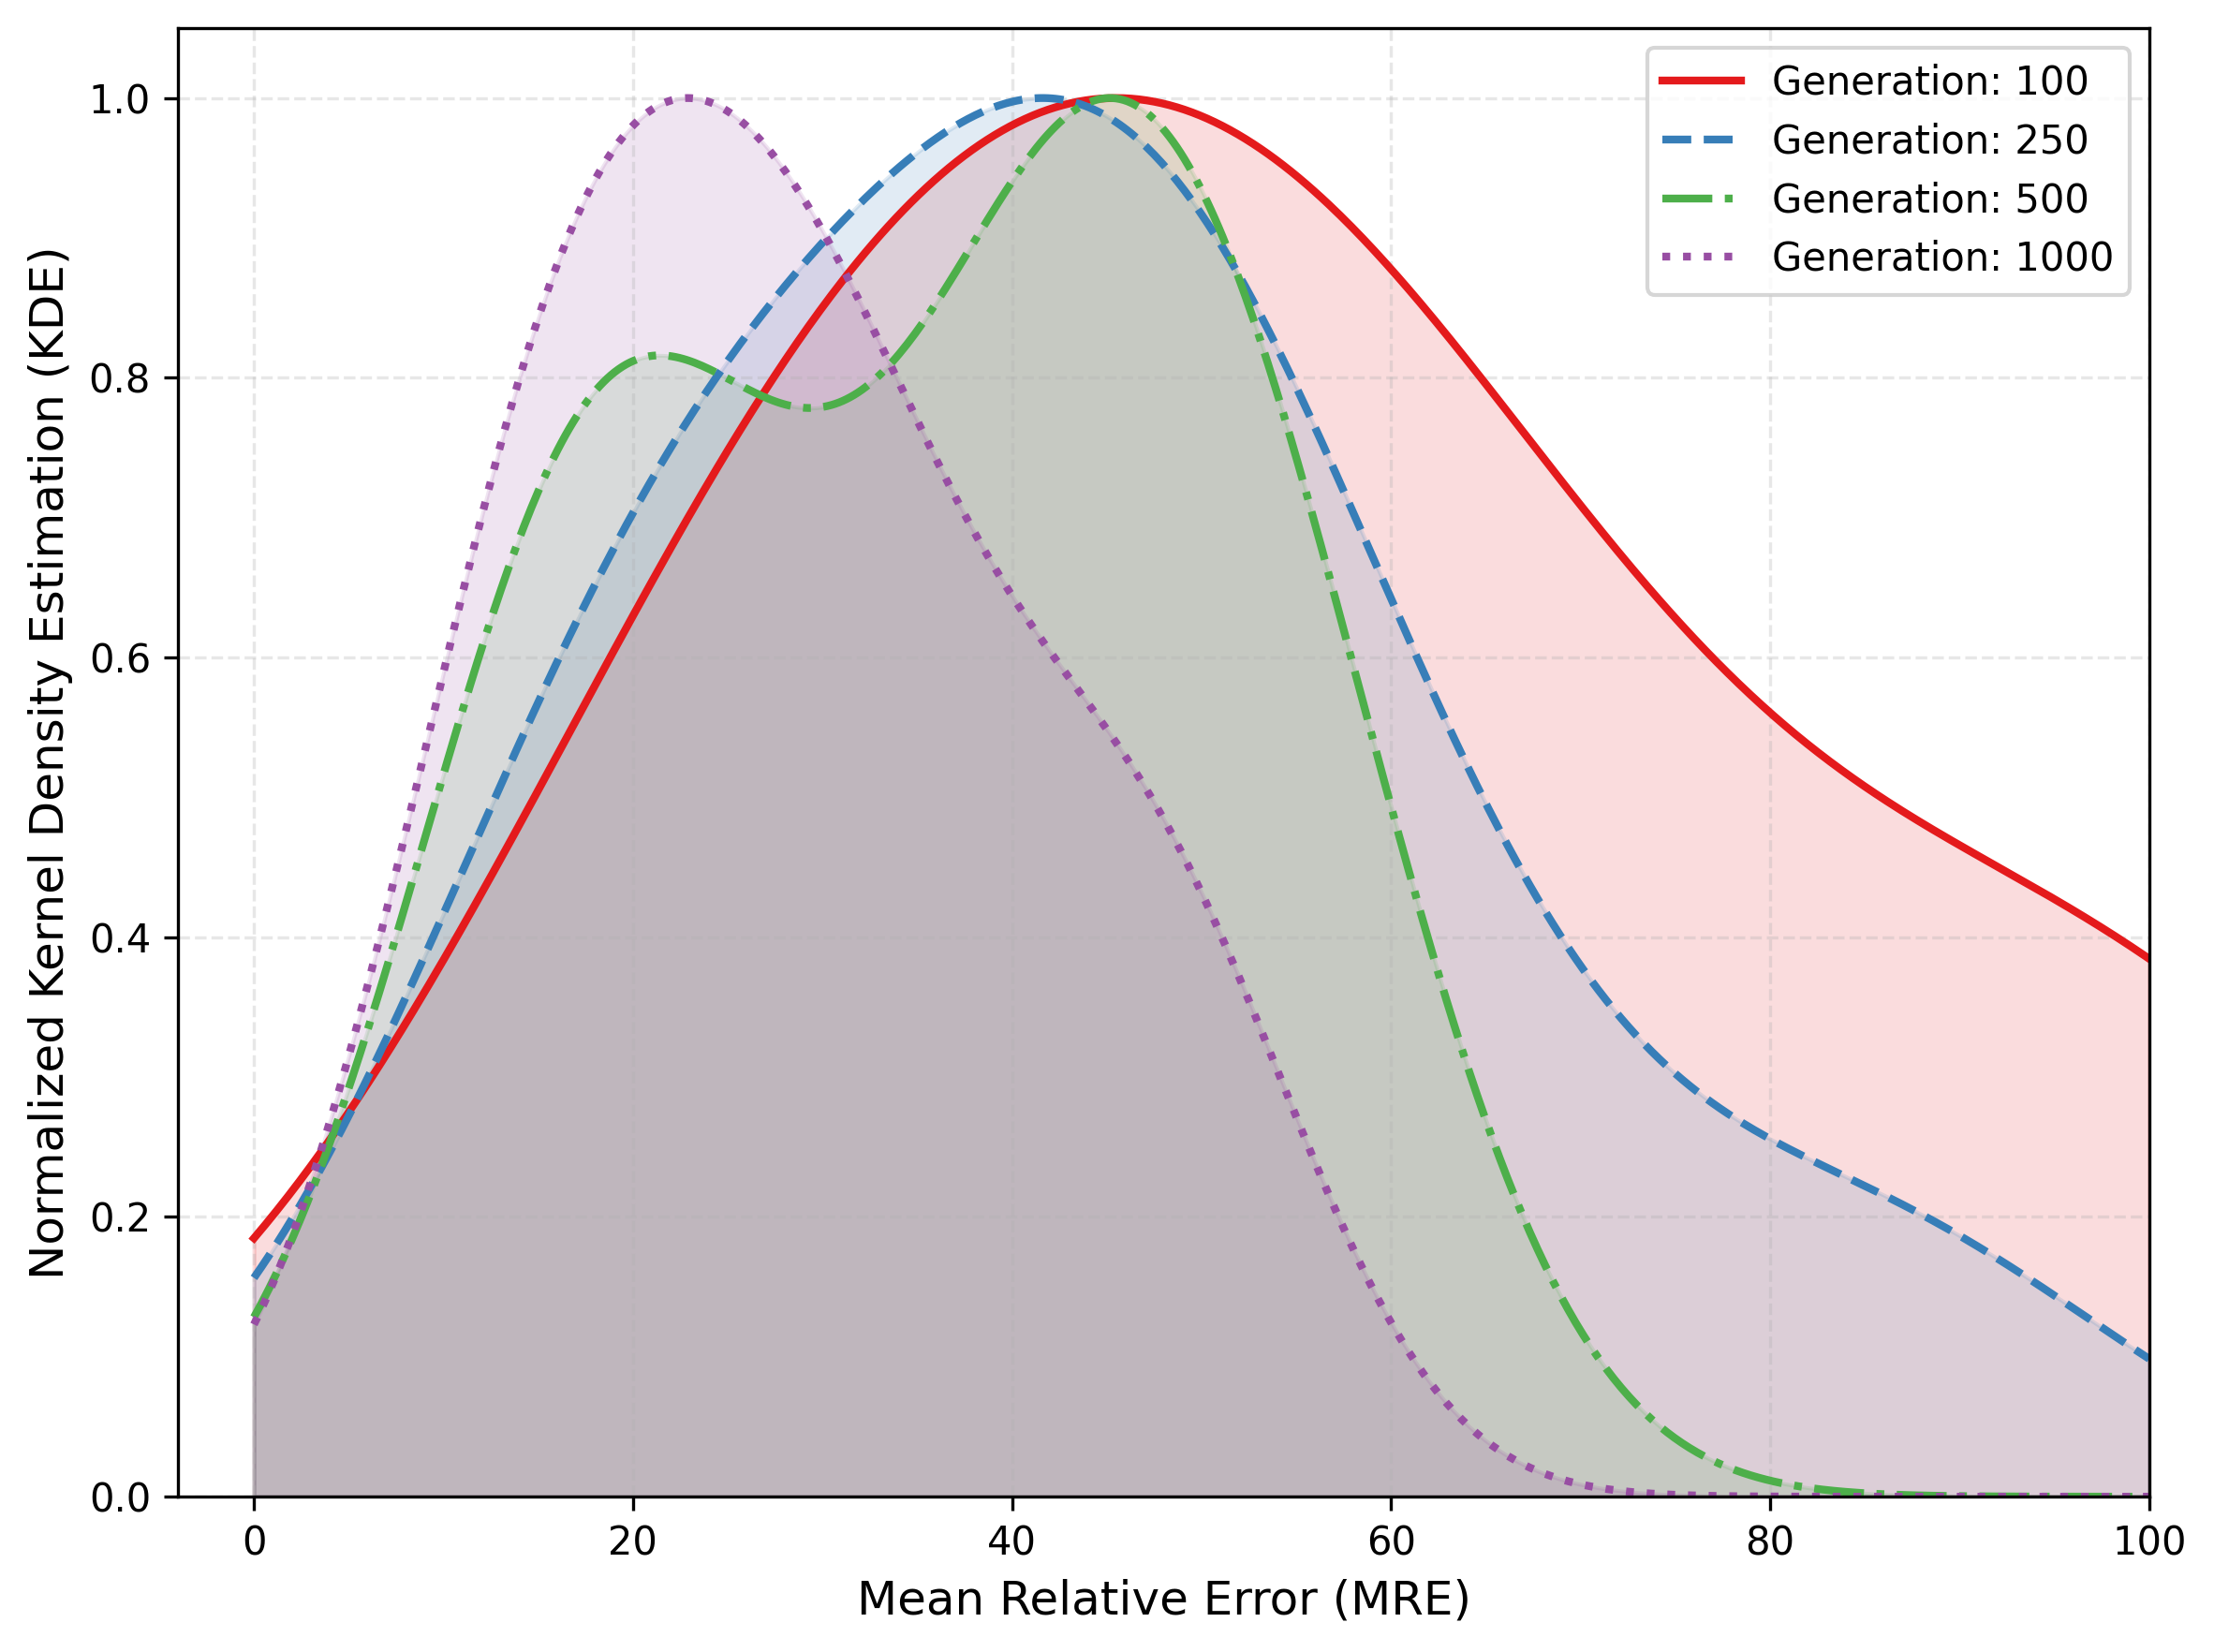 Normalized Kernel Density Estimation (KDE)
1.0
0.8
0.6
0.4
0.2
0.0
Generation: 100
Generation: 250
Generation: 500
Generation: 1000
0 20 40 60 80 100
Mean Relative Error (MRE)